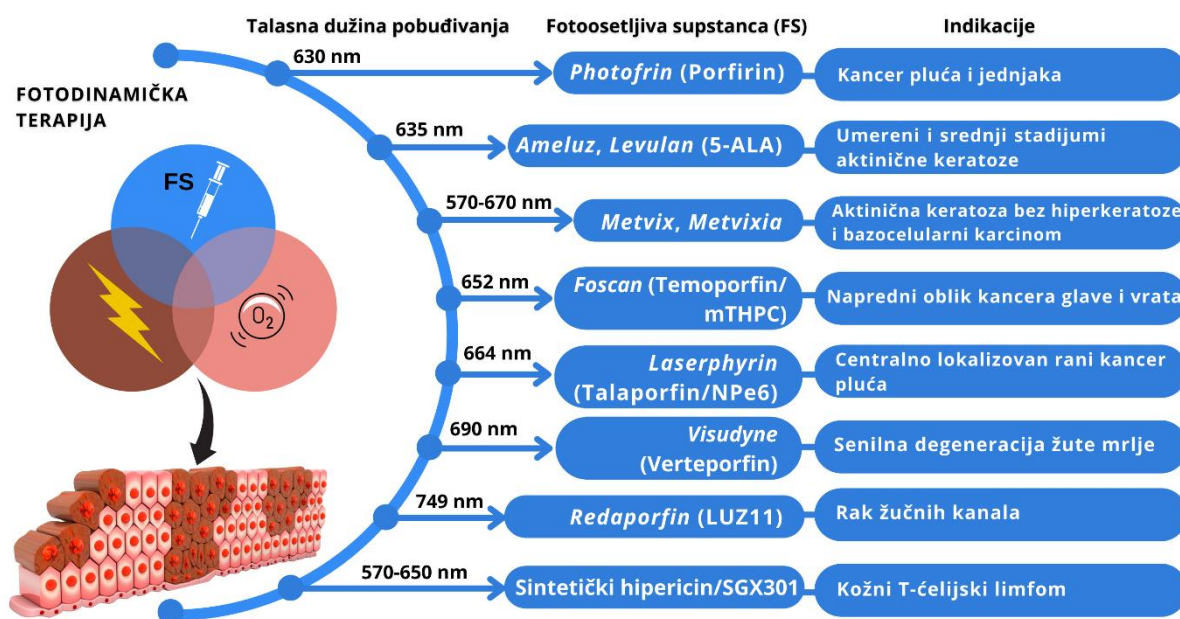 Talasna dužina pobuđivanja
Fotoosetljiva supstanca (FS)
Indikacije
FOTODINAMIČKA
TERAPIJA
FS
O2
630 nm
Photofrin (Porfirin)
Kancer pluća i jednjaka
635 nm
Ameluz, Levulan (5-ALA)
Umereni i srednji stadijumi
aktinične keratoze
570-670 nm
Metvix, Metvixia
Aktinična keratoza bez hiperkeratoze
i bazocelularni karcinom
652 nm
Foscan (Temoporfin/
mTHPC)
Napredni oblik kancera glave i vrata
664 nm
Laserphyrin
(Talaporfin/NPe6)
Centralno lokalizovan rani kancer
pluća
690 nm
Visudyne
(Verteporfin)
Senilna degeneracija žute mrlje
749 nm
Redaporfin (LUZ11)
Rak žučnih kanala
570-650 nm
Sintetički hipericin/SGX301
Kožni T-ćelijski limfom